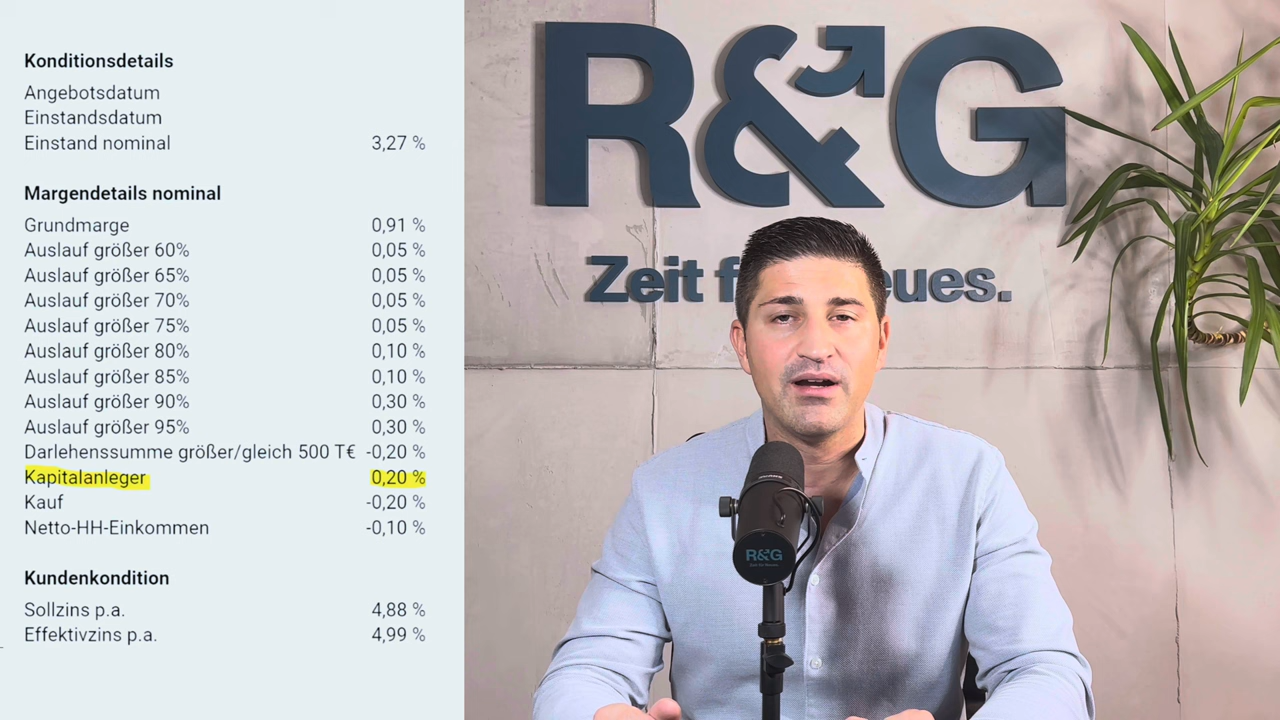 Konditionsdetails
Angebotsdatum
Einstandsdatum
Einstand nominal 3,27 %
Margendetails nominal
Grundmarge 0,91 %
Auslauf größer 60% 0,05 %
Auslauf größer 65% 0,05 %
Auslauf größer 70% 0,05 %
Auslauf größer 75% 0,05 %
Auslauf größer 80% 0,10 %
Auslauf größer 85% 0,10 %
Auslauf größer 90% 0,30 %
Auslauf größer 95% 0,30 %
Darlehenssumme größer/gleich 500 T€ -0,20 %
Kapitalanleger 0,20 %
Kauf -0,20 %
Netto-HH-Einkommen -0,10 %
Kundenkondition
Sollzins p.a. 4,88 %
Effektivzins p.a. 4,99 %
R&G
Zeit f eues.
R&G